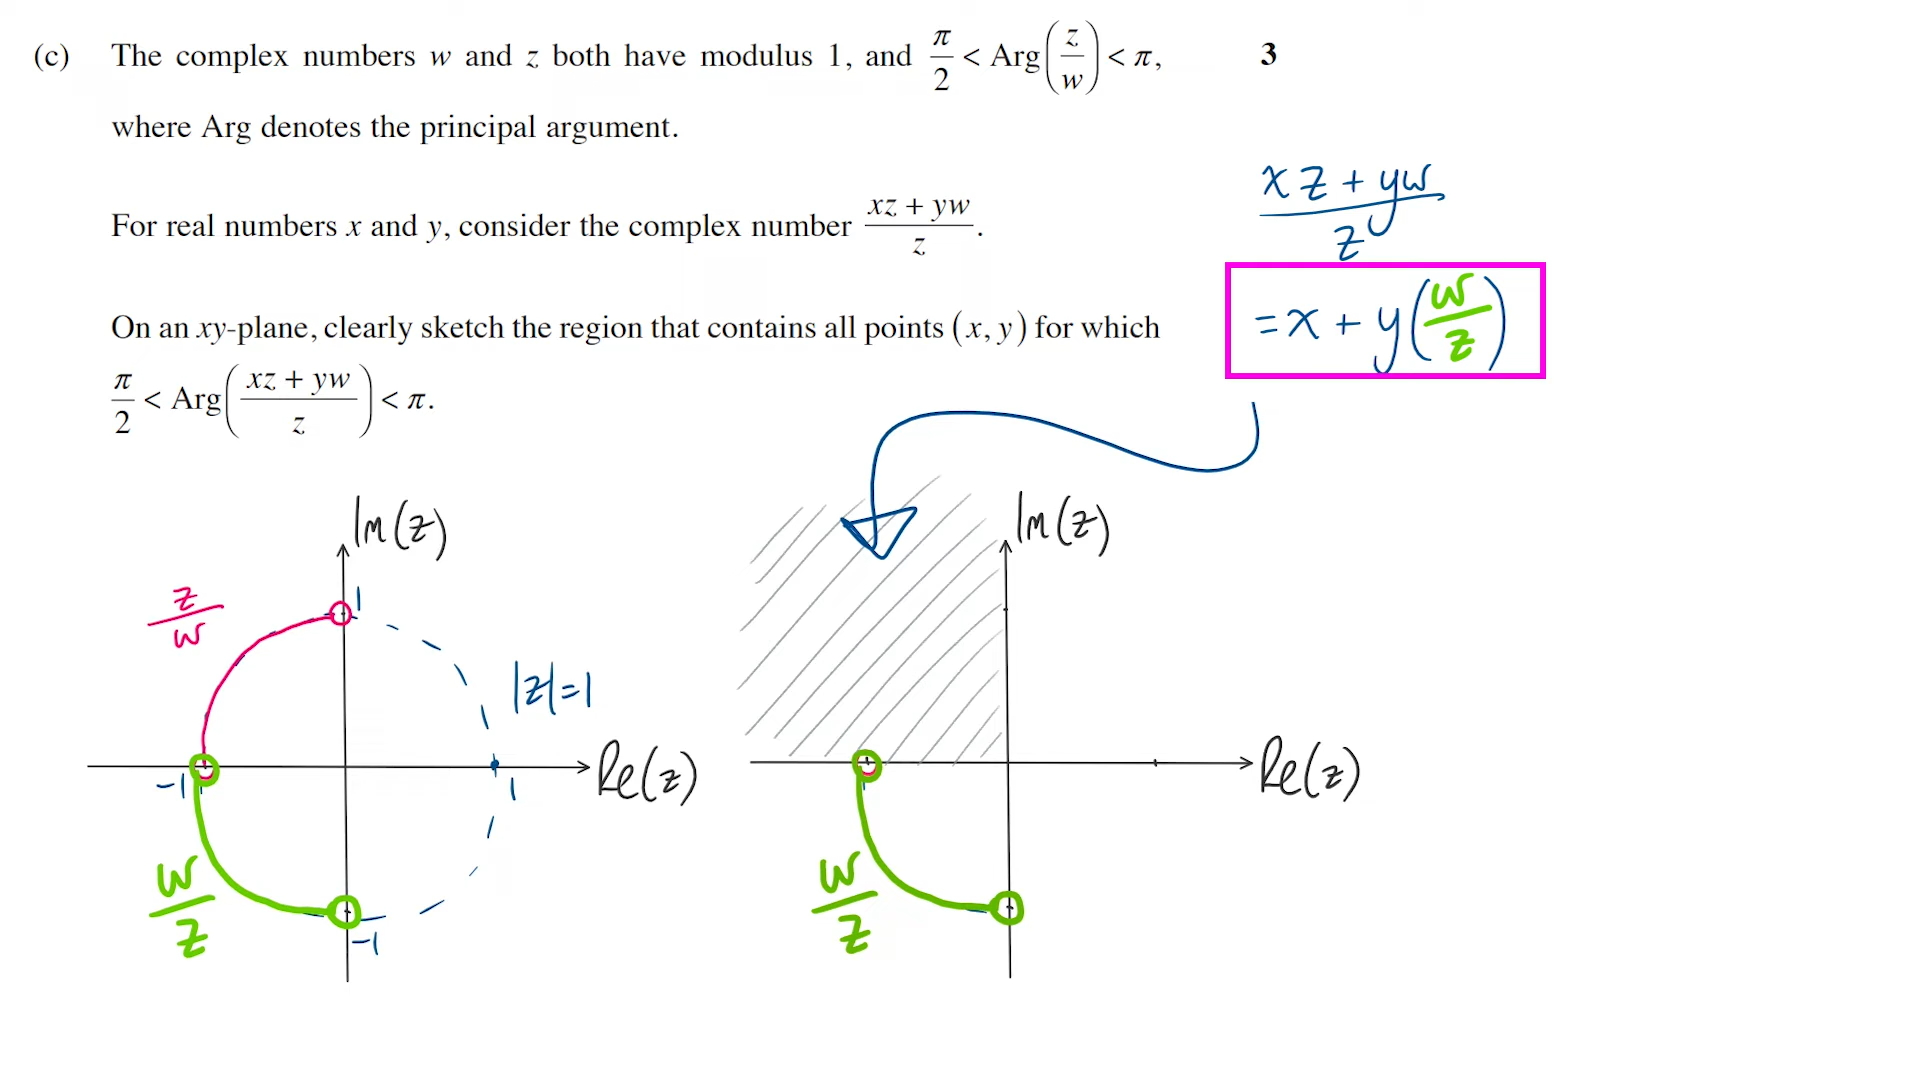 (c) The complex numbers w and z both have modulus 1, and π/2 < Arg(z/w) < π, 3
where Arg denotes the principal argument.
For real numbers x and y, consider the complex number (xz + yw)/z.
On an xy-plane, clearly sketch the region that contains all points (x, y) for which
π/2 < Arg((xz + yw)/z) < π.
(xz + yw)/z
= x + y(w/z)
Im(z)
z/w
1
|z|=1
-1
1
Re(z)
w/z
-1
Im(z)
Re(z)
w/z